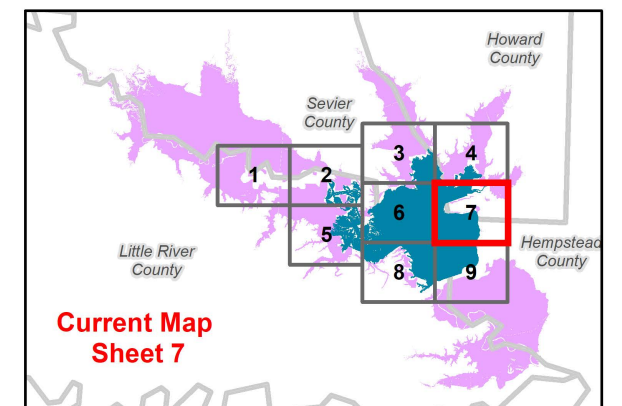 Howard
County
Sevier
County
3
4
1
2
6
7
5
Hempstead
County
Little River
County
8
9
Current Map
Sheet 7